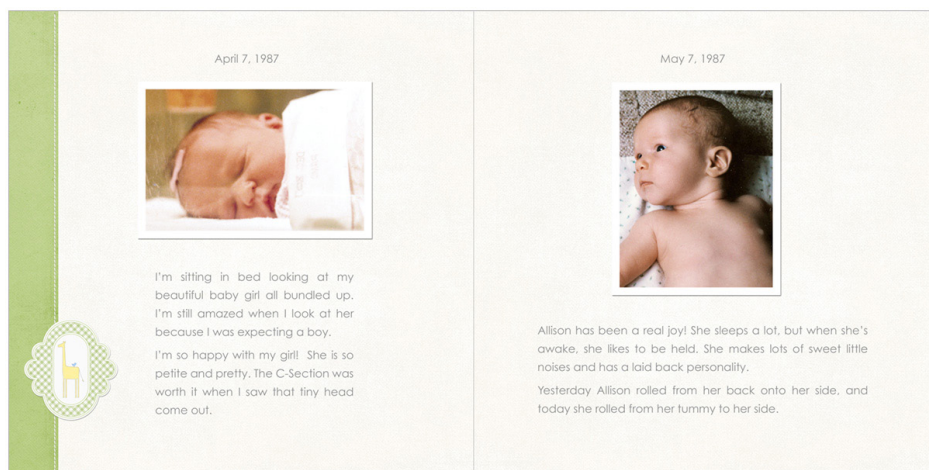 April 7, 1987
I'm sitting in bed looking at my
beautiful baby girl all bundled up.
I'm still amazed when I look at her
because I was expecting a boy.
I'm so happy with my girl! She is so
petite and pretty. The C-Section was
worth it when I saw that tiny head
come out.
May 7, 1987
Allison has been a real joy! She sleeps a lot, but when she's
awake, she likes to be held. She makes lots of sweet little
noises and has a laid back personality.
Yesterday Allison rolled from her back onto her side, and
today she rolled from her tummy to her side.